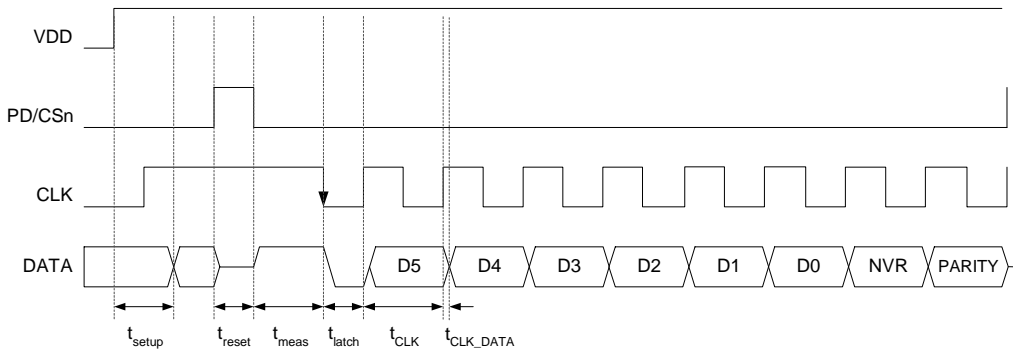 VDD
PD/CSn
CLK
DATA D5 D4 D3 D2 D1 D0 NVR PARITY
tsetup treset tmeas tlatch tCLK tCLK_DATA